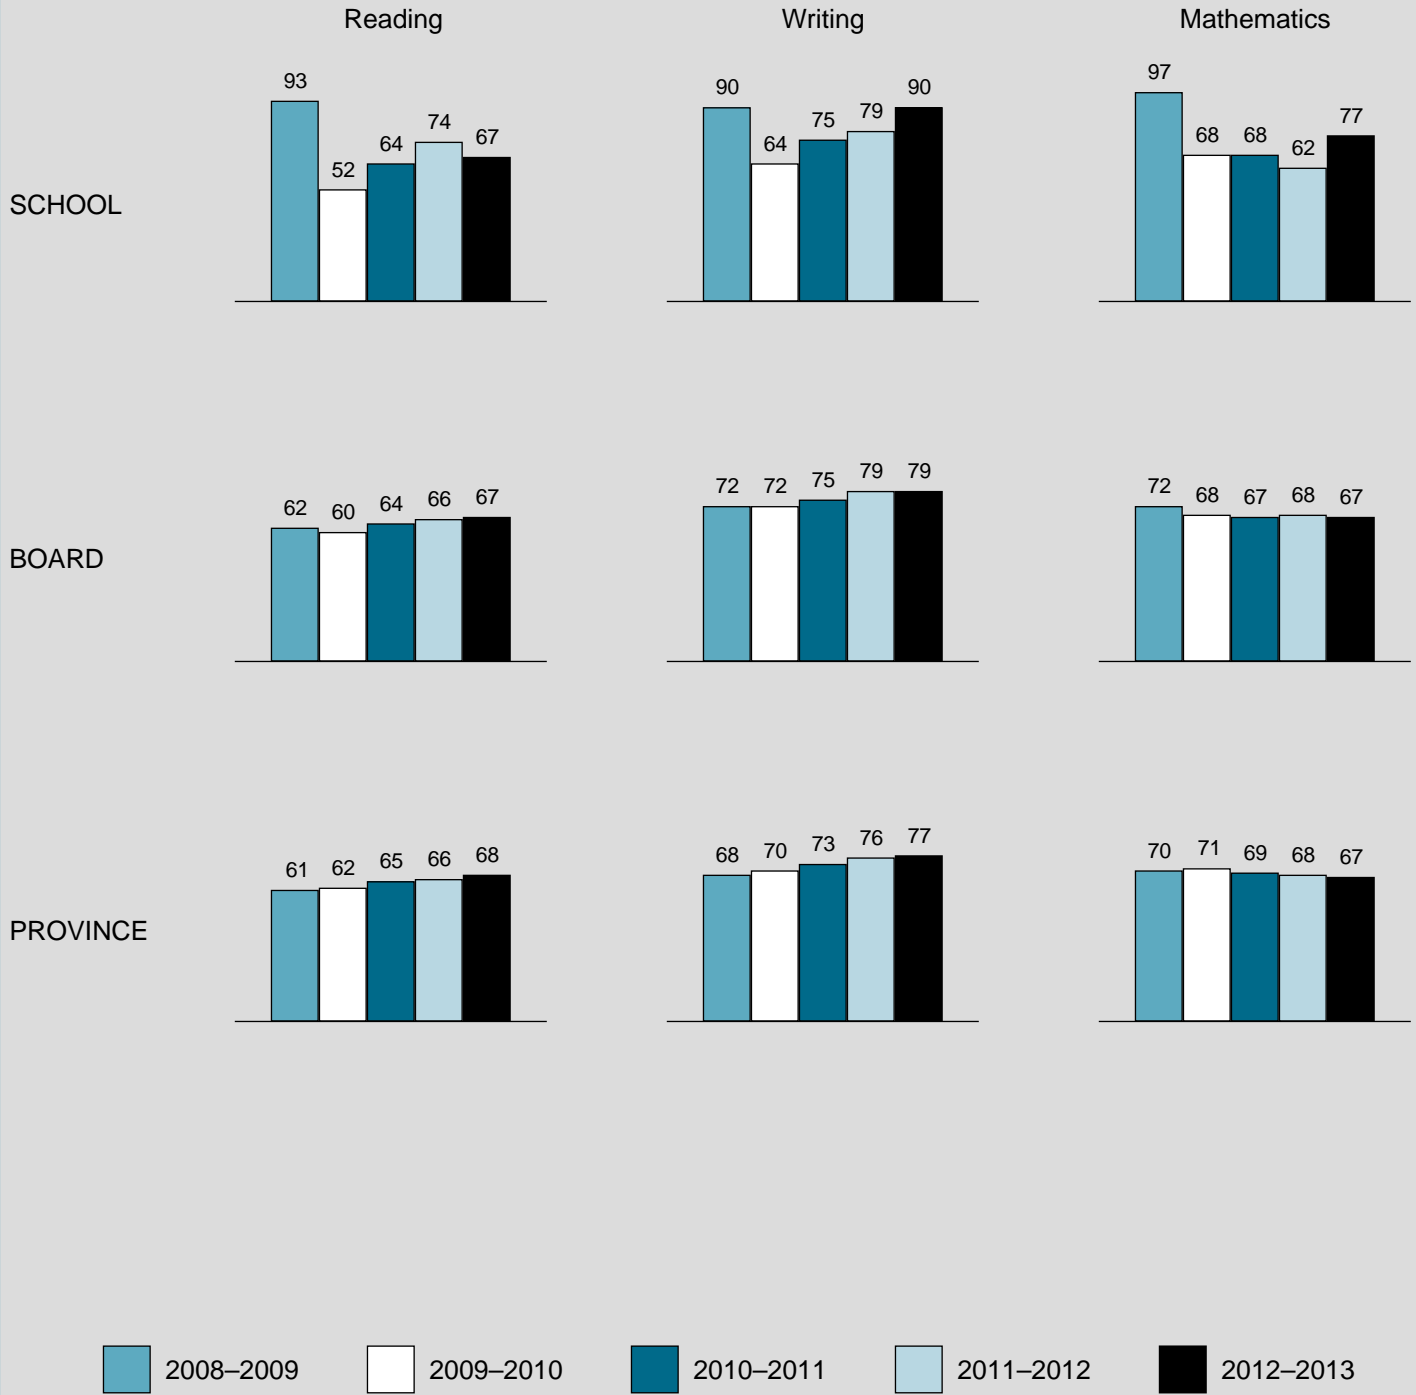 Reading Writing Mathematics
SCHOOL
93 52 64 74 67
90 64 75 79 90
97 68 68 62 77
BOARD
62 60 64 66 67
72 72 75 79 79
72 68 67 68 67
PROVINCE
61 62 65 66 68
68 70 73 76 77
70 71 69 68 67
2008–2009 2009–2010 2010–2011 2011–2012 2012–2013